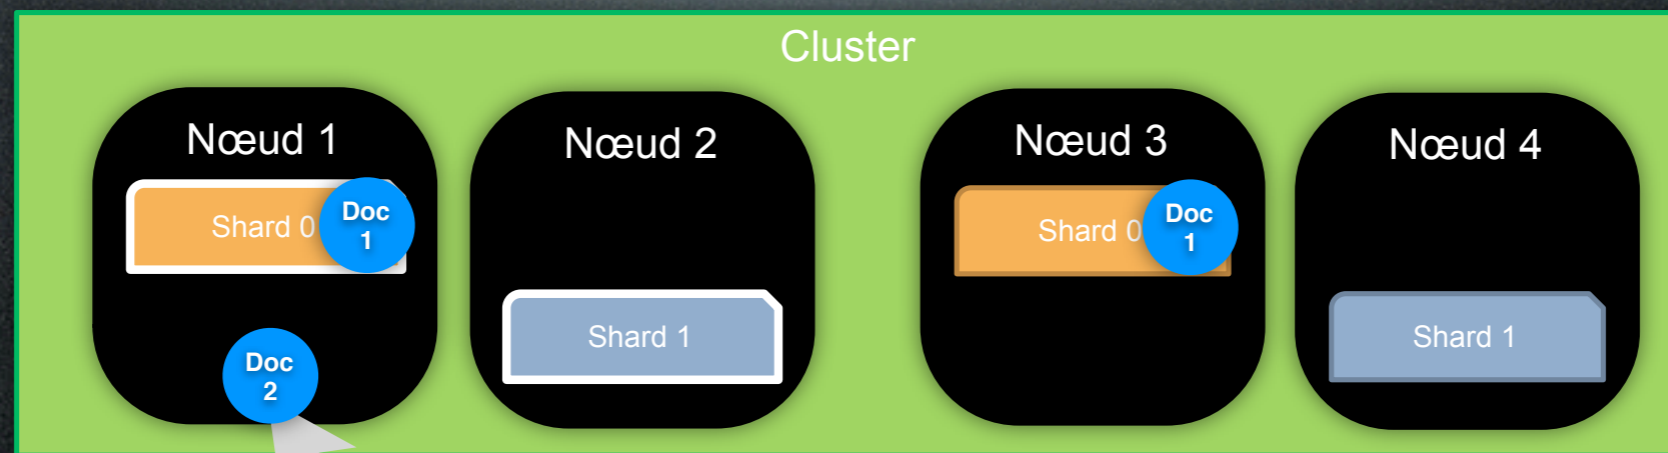 Cluster
Nœud 1
Nœud 2
Nœud 3
Nœud 4
Shard 0
Doc
1
Shard 0
Doc
1
Shard 1
Shard 1
Doc
2